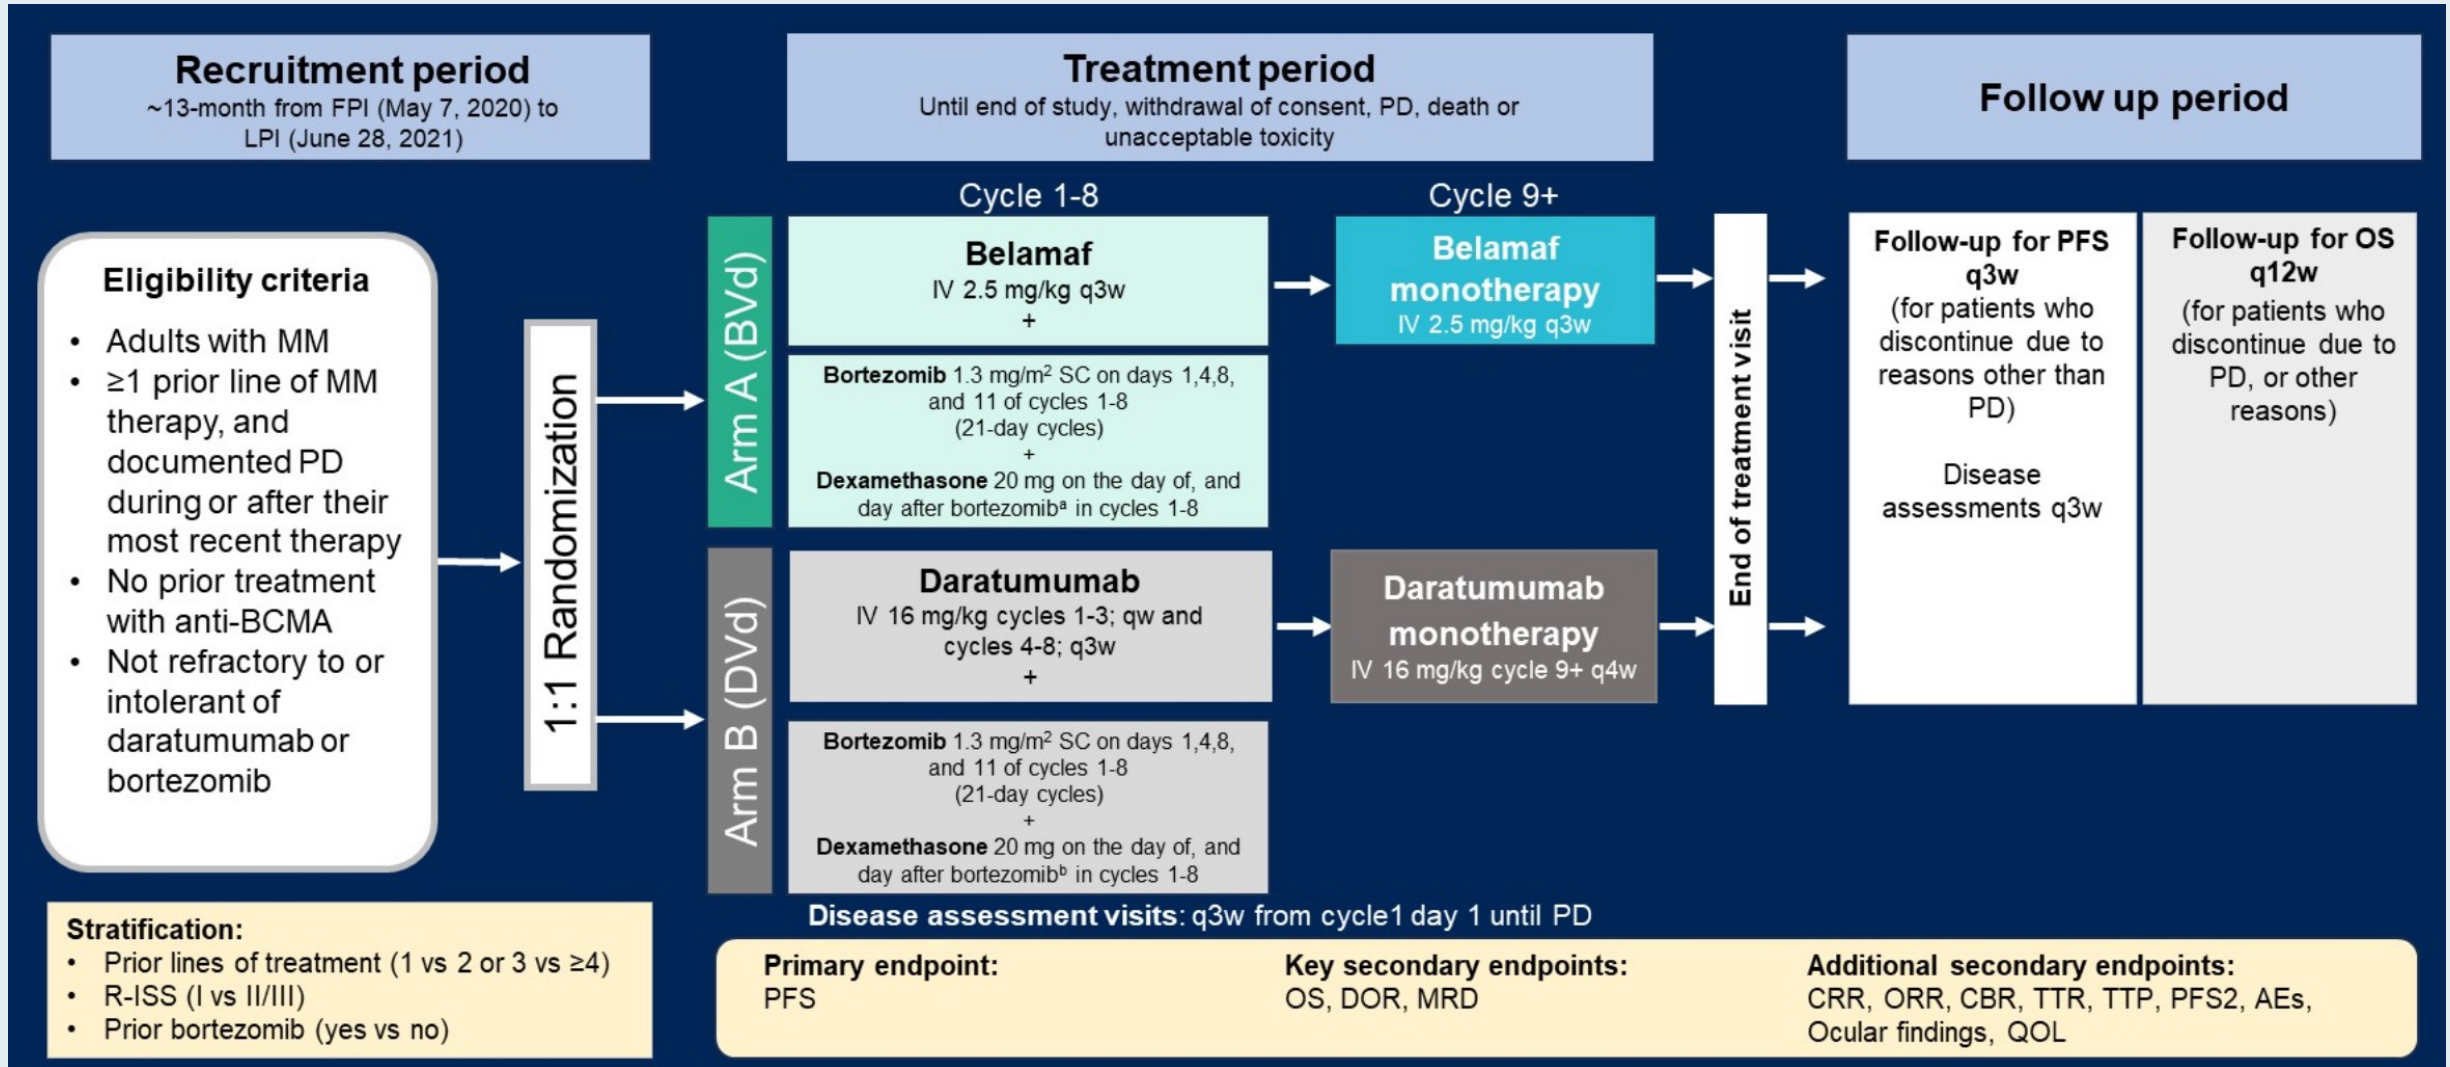 Recruitment period
~13-month from FPI (May 7, 2020) to
LPI (June 28, 2021)
Treatment period
Until end of study, withdrawal of consent, PD, death or
unacceptable toxicity
Follow up period
Eligibility criteria
• Adults with MM
• ≥1 prior line of MM
therapy, and
documented PD
during or after their
most recent therapy
• No prior treatment
with anti-BCMA
• Not refractory to or
intolerant of
daratumumab or
bortezomib
1:1 Randomization
Cycle 1-8
Cycle 9+
Arm A (BVd)
Belamaf
IV 2.5 mg/kg q3w
+
Bortezomib 1.3 mg/m² SC on days 1,4,8,
and 11 of cycles 1-8
(21-day cycles)
+
Dexamethasone 20 mg on the day of, and
day after bortezomibᵃ in cycles 1-8
Belamaf
monotherapy
IV 2.5 mg/kg q3w
Arm B (DVd)
Daratumumab
IV 16 mg/kg cycles 1-3; qw and
cycles 4-8; q3w
+
Bortezomib 1.3 mg/m² SC on days 1,4,8,
and 11 of cycles 1-8
(21-day cycles)
+
Dexamethasone 20 mg on the day of, and
day after bortezomibᵇ in cycles 1-8
Daratumumab
monotherapy
IV 16 mg/kg cycle 9+ q4w
End of treatment visit
Follow-up for PFS
q3w
(for patients who
discontinue due to
reasons other than
PD)
Disease
assessments q3w
Follow-up for OS
q12w
(for patients who
discontinue due to
PD, or other
reasons)
Disease assessment visits: q3w from cycle1 day 1 until PD
Stratification:
• Prior lines of treatment (1 vs 2 or 3 vs ≥4)
• R-ISS (I vs II/III)
• Prior bortezomib (yes vs no)
Primary endpoint:
PFS
Key secondary endpoints:
OS, DOR, MRD
Additional secondary endpoints:
CRR, ORR, CBR, TTR, TTP, PFS2, AEs,
Ocular findings, QOL